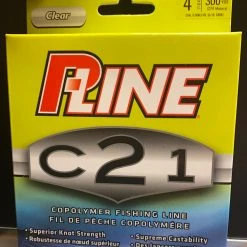 Clear
4
300
P-LINE
C21
COPOLYMER FISHING LINE
FIL DE PÊCHE COPOLYMÈRE
• Superior Knot Strength
• Supreme Castability
• Robustesse de nœud supérieur